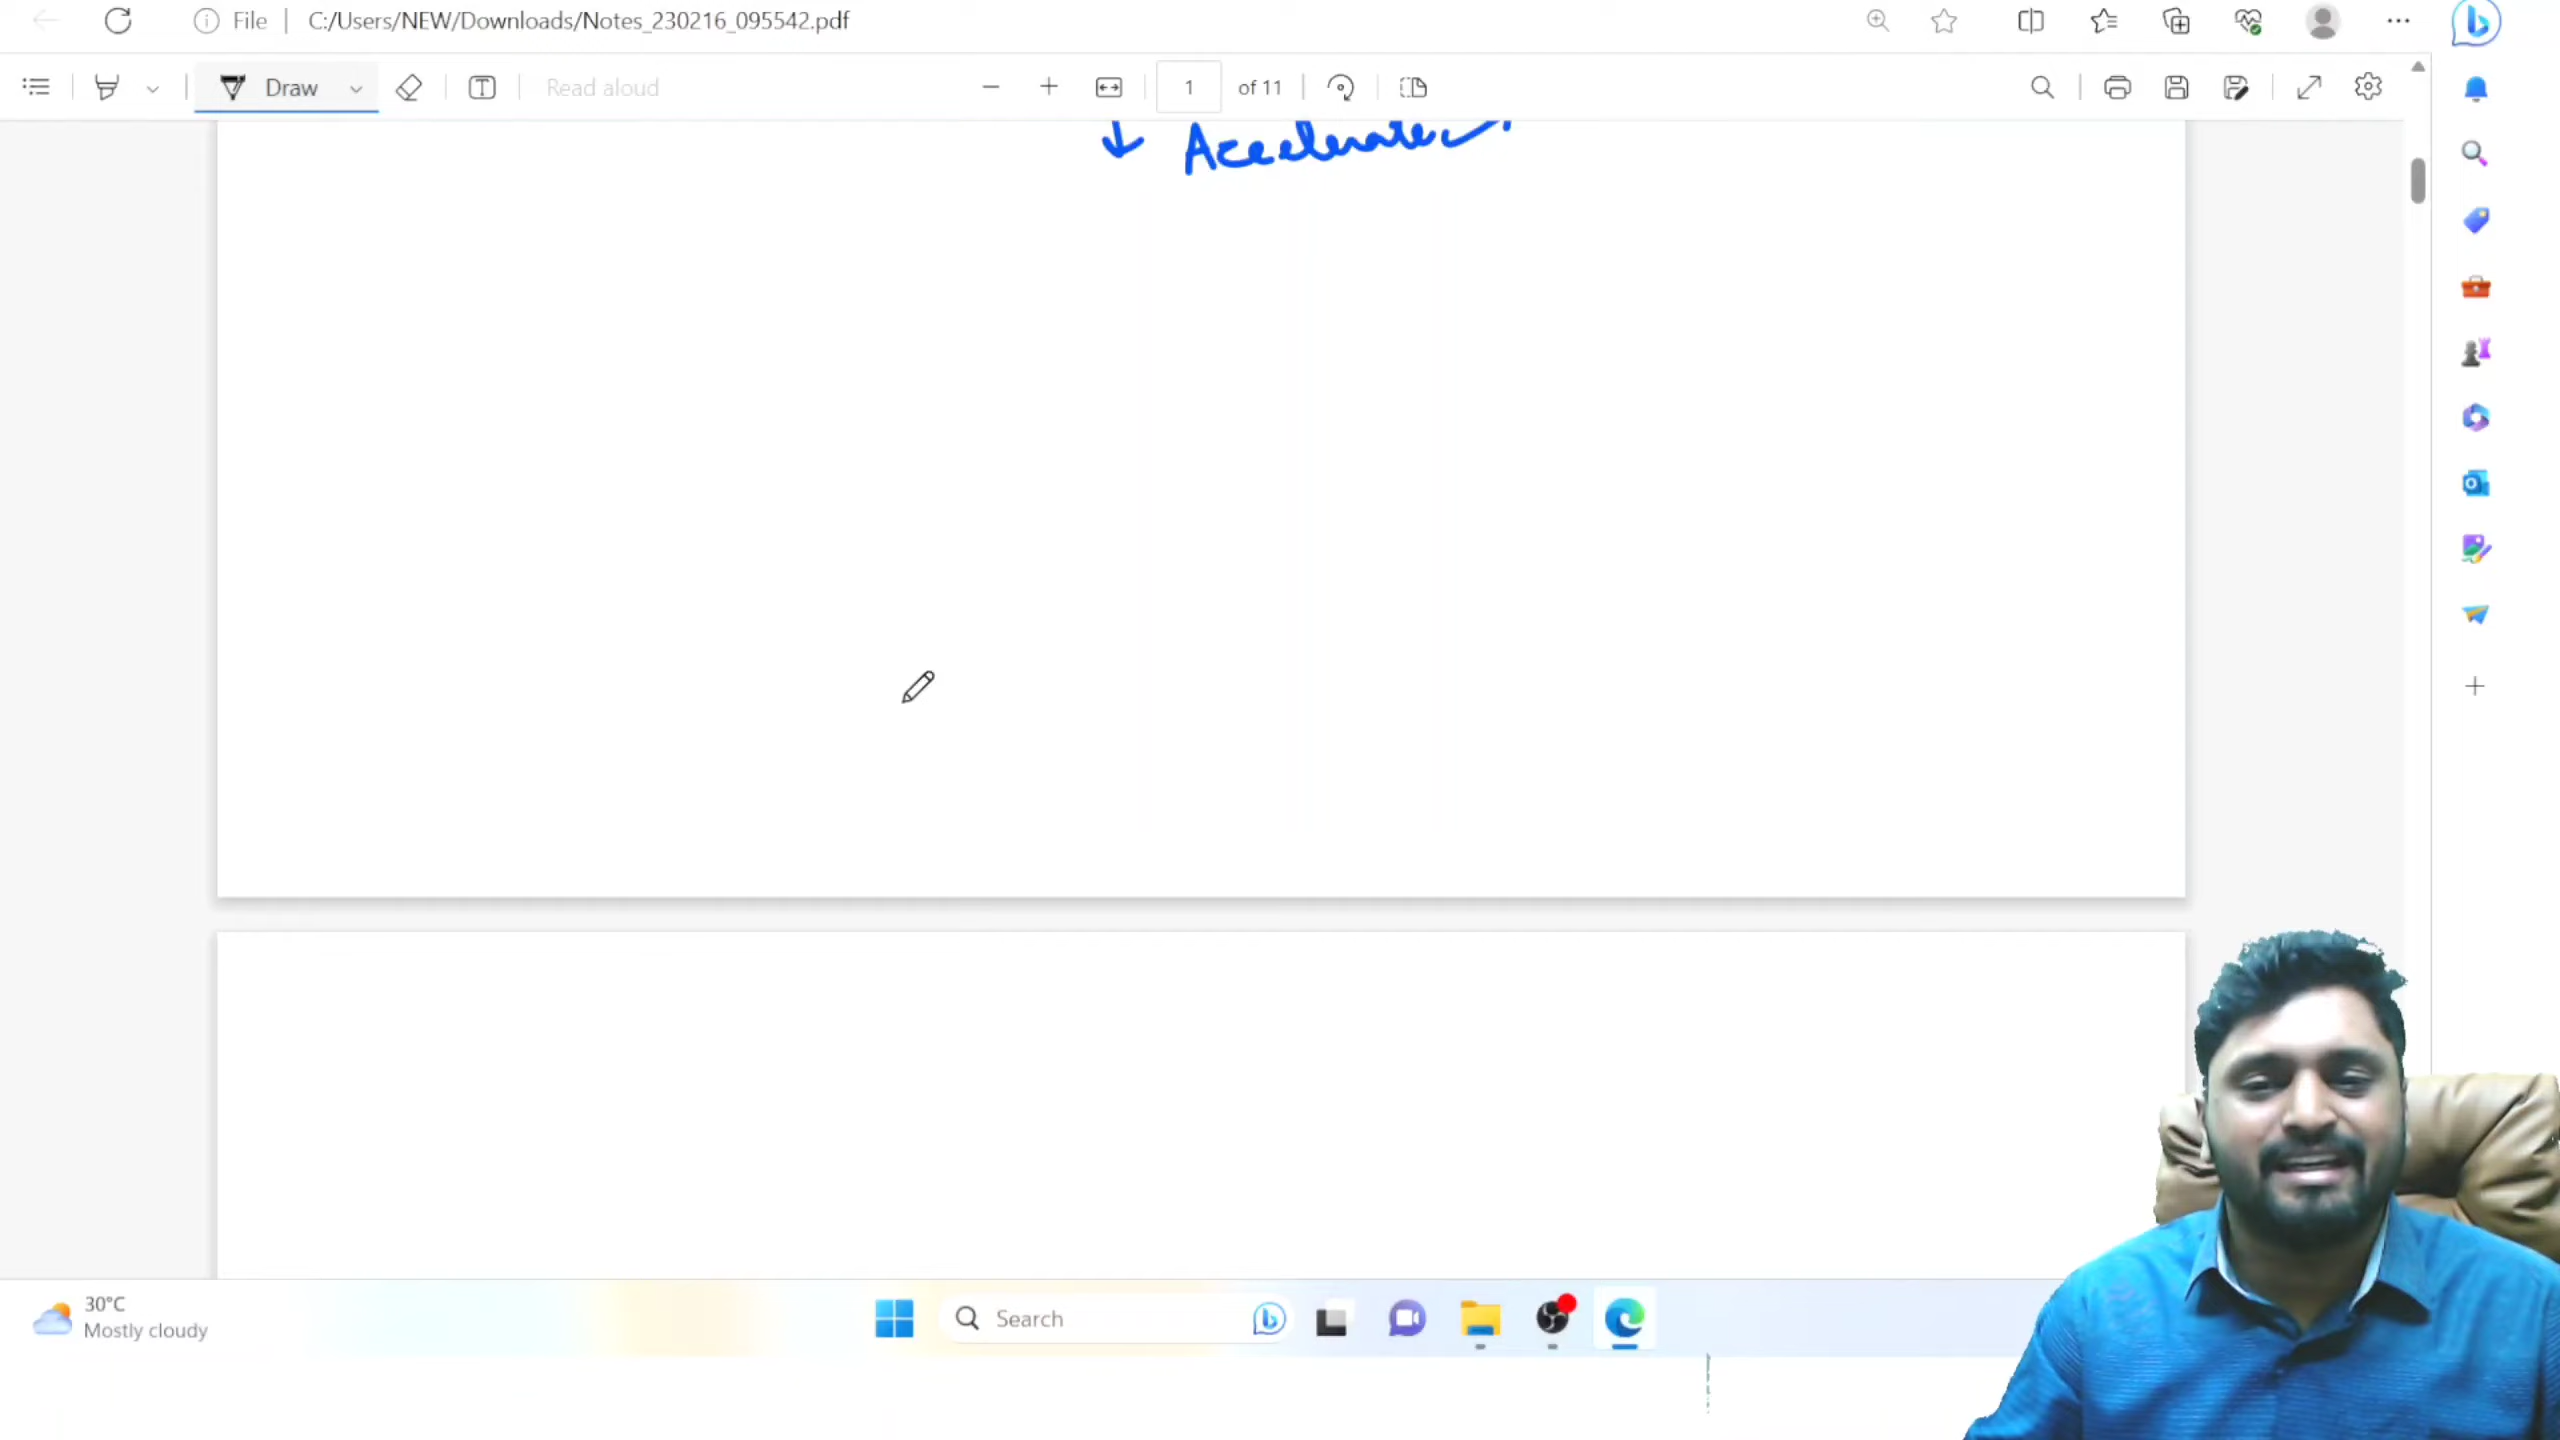 File C:/Users/NEW/Downloads/Notes_230216_095542.pdf
Draw Read aloud 1 of 11
Accelerate
30°C
Mostly cloudy
Search